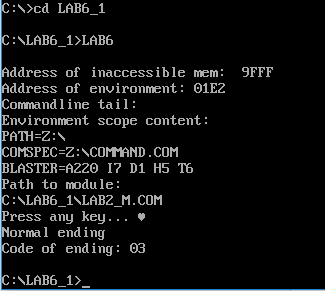 C:\>cd LAB6_1
C:\LAB6_1>LAB6
Address of inaccessible mem:  9FFF
Address of environment: 01E2
Commandline tail:
Environment scope content:
PATH=Z:\
COMSPEC=Z:\COMMAND.COM
BLASTER=A220 I7 D1 H5 T6
Path to module:
C:\LAB6_1\LAB2_M.COM
Press any key... ♥
Normal ending
Code of ending: 03
C:\LAB6_1>_